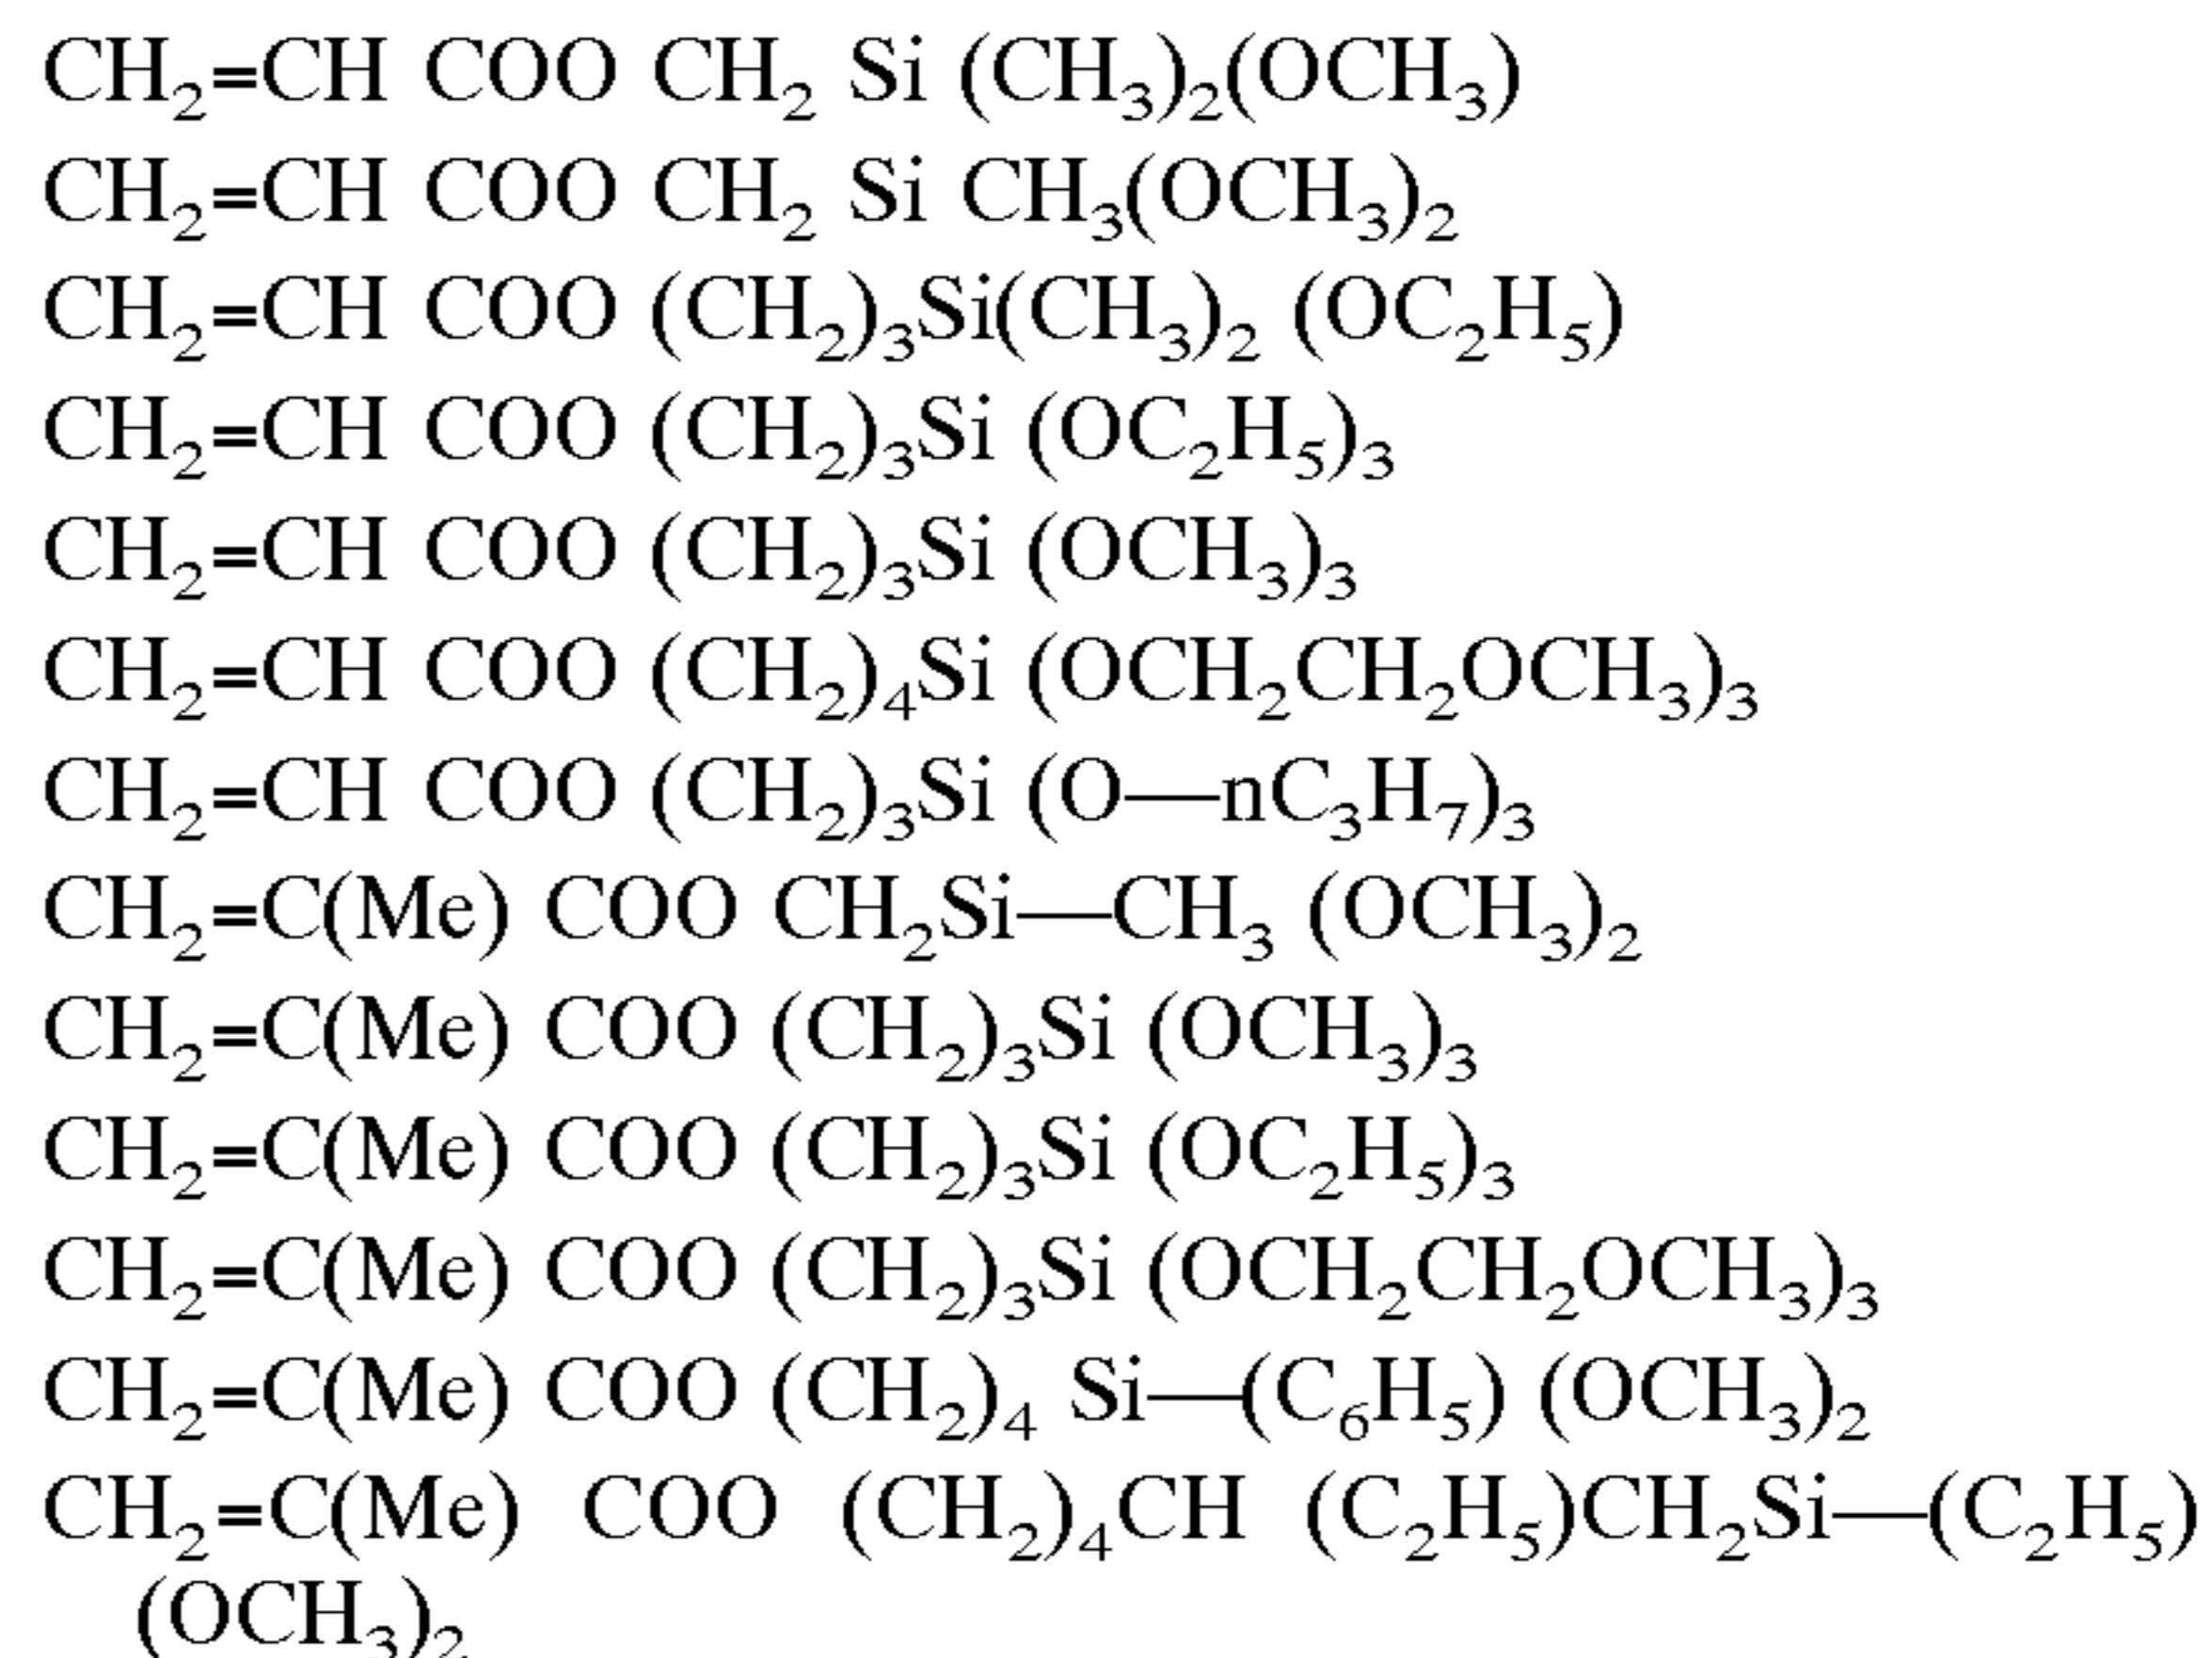 CH₂=CH COO CH₂ Si (CH₃)₂(OCH₃)
CH₂=CH COO CH₂ Si CH₃(OCH₃)₂
CH₂=CH COO (CH₂)₃Si(CH₃)₂ (OC₂H₅)
CH₂=CH COO (CH₂)₃Si (OC₂H₅)₃
CH₂=CH COO (CH₂)₃Si (OCH₃)₃
CH₂=CH COO (CH₂)₄Si (OCH₂CH₂OCH₃)₃
CH₂=CH COO (CH₂)₃Si (O—nC₃H₇)₃
CH₂=C(Me) COO CH₂Si—CH₃ (OCH₃)₂
CH₂=C(Me) COO (CH₂)₃Si (OCH₃)₃
CH₂=C(Me) COO (CH₂)₃Si (OC₂H₅)₃
CH₂=C(Me) COO (CH₂)₃Si (OCH₂CH₂OCH₃)₃
CH₂=C(Me) COO (CH₂)₄ Si—(C₆H₅) (OCH₃)₂
CH₂=C(Me) COO (CH₂)₄CH (C₂H₅)CH₂Si—(C₂H₅)
(OCH₃)₂